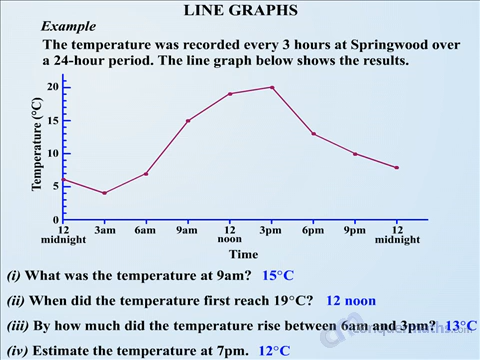 LINE GRAPHS
Example
The temperature was recorded every 3 hours at Springwood over
a 24-hour period. The line graph below shows the results.
Temperature (°C)
20
15
10
5
0
12 midnight
3am
6am
9am
12 noon
3pm
6pm
9pm
12 midnight
Time
(i) What was the temperature at 9am? 15°C
(ii) When did the temperature first reach 19°C? 12 noon
(iii) By how much did the temperature rise between 6am and 3pm? 13°C
(iv) Estimate the temperature at 7pm. 12°C